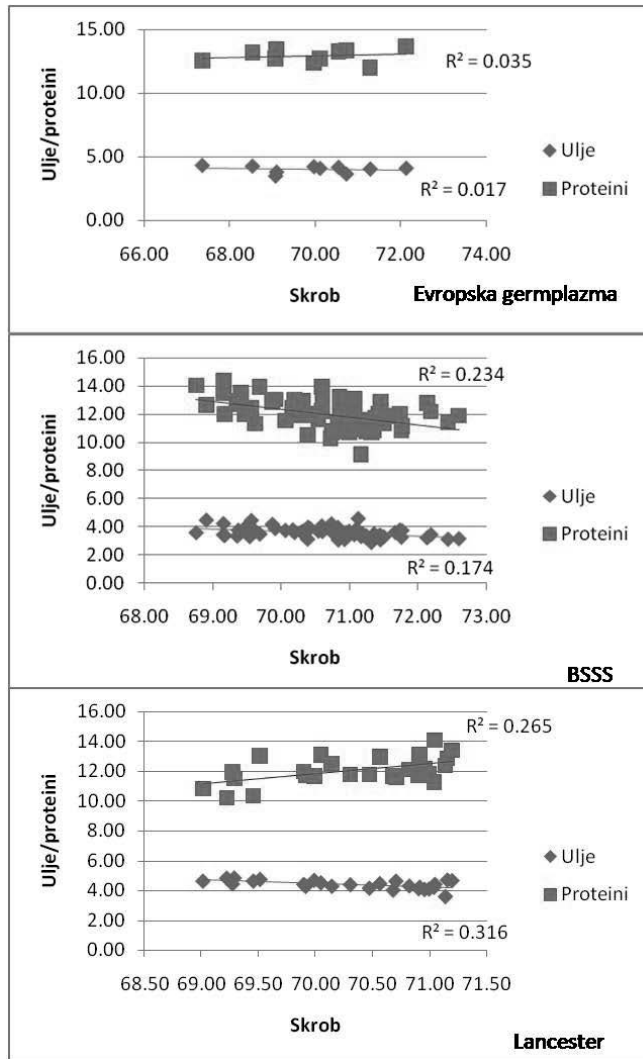 15.00
10.00
5.00
0.00
Ulje/proteini
R² = 0.035
R² = 0.017
Ulje
Proteini
66.00 68.00 70.00 72.00 74.00
Skrob
Evropska germplazma
16.00
14.00
12.00
10.00
8.00
6.00
4.00
2.00
0.00
Ulje/proteini
R² = 0.234
R² = 0.174
Ulje
Proteini
68.00 69.00 70.00 71.00 72.00 73.00
Skrob
BSSS
16.00
14.00
12.00
10.00
8.00
6.00
4.00
2.00
0.00
Ulje/proteini
R² = 0.265
R² = 0.316
Ulje
Proteini
68.50 69.00 69.50 70.00 70.50 71.00 71.50
Skrob
Lancester